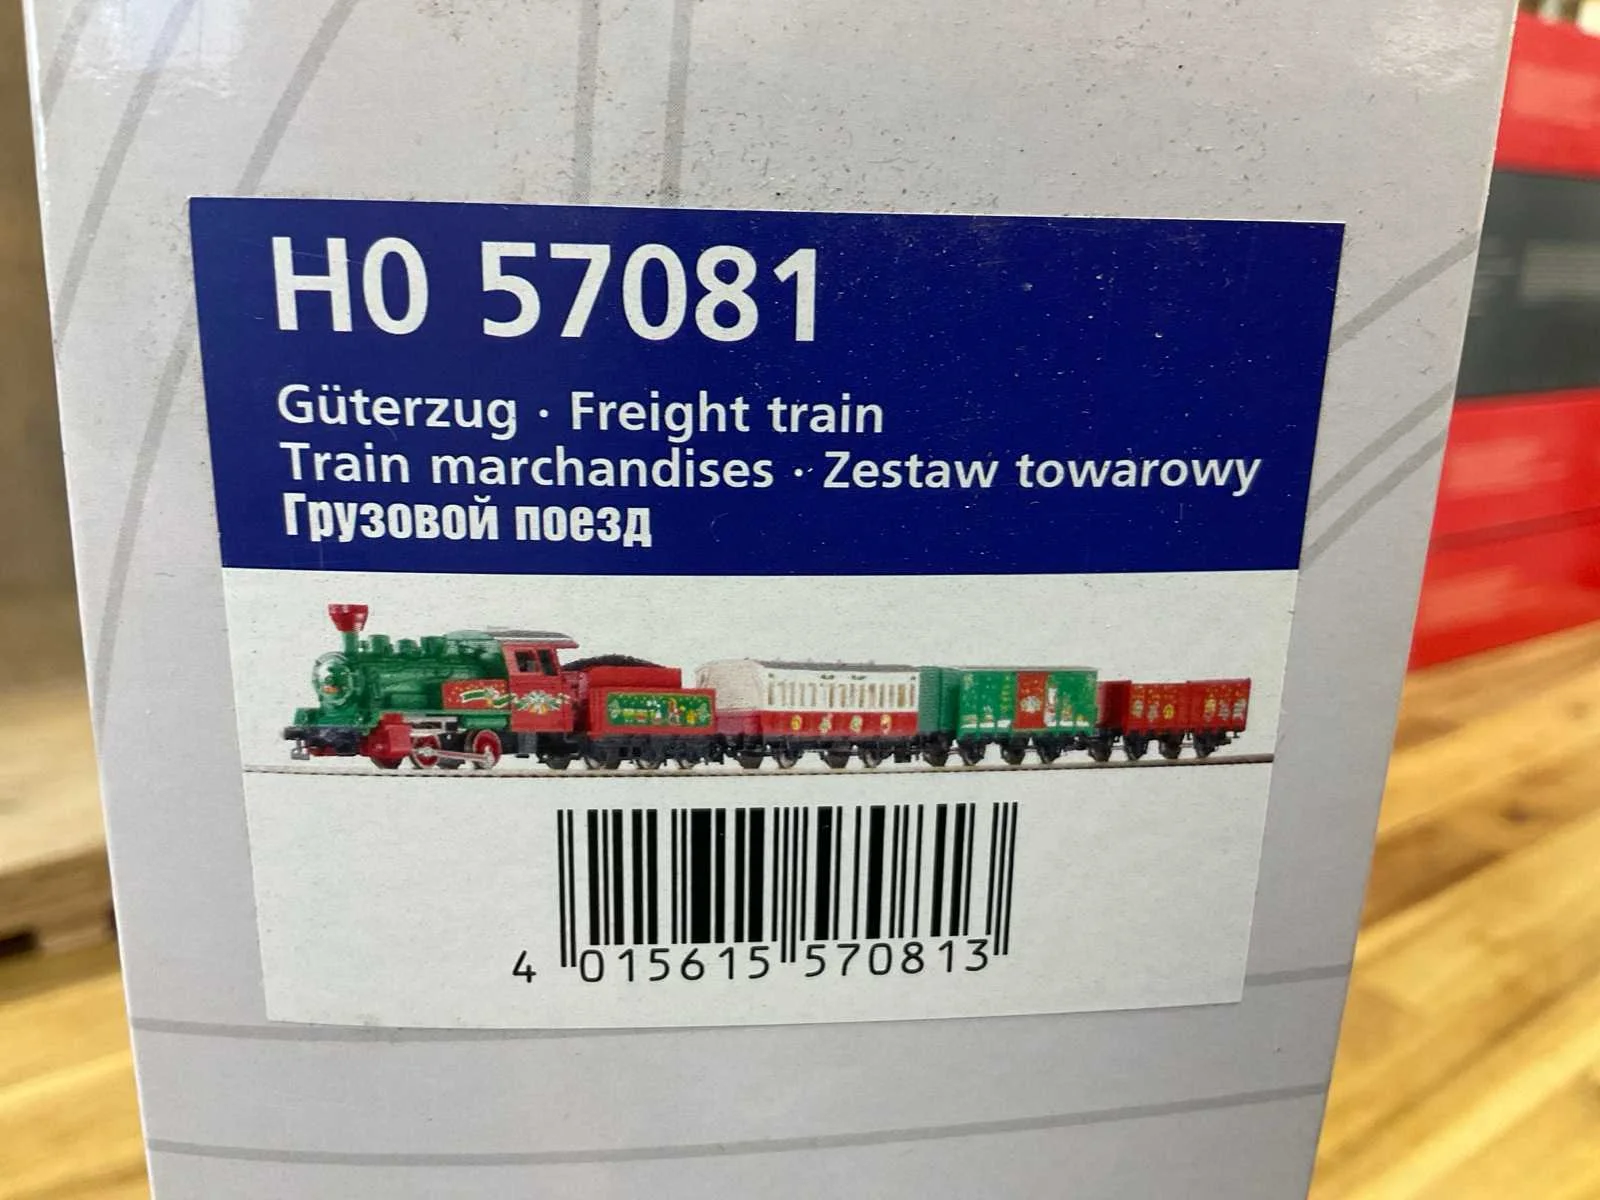 H0 57081
Güterzug · Freight train
Train marchandises · Zestaw towarowy
Грузовой поезд
4 015615 570813